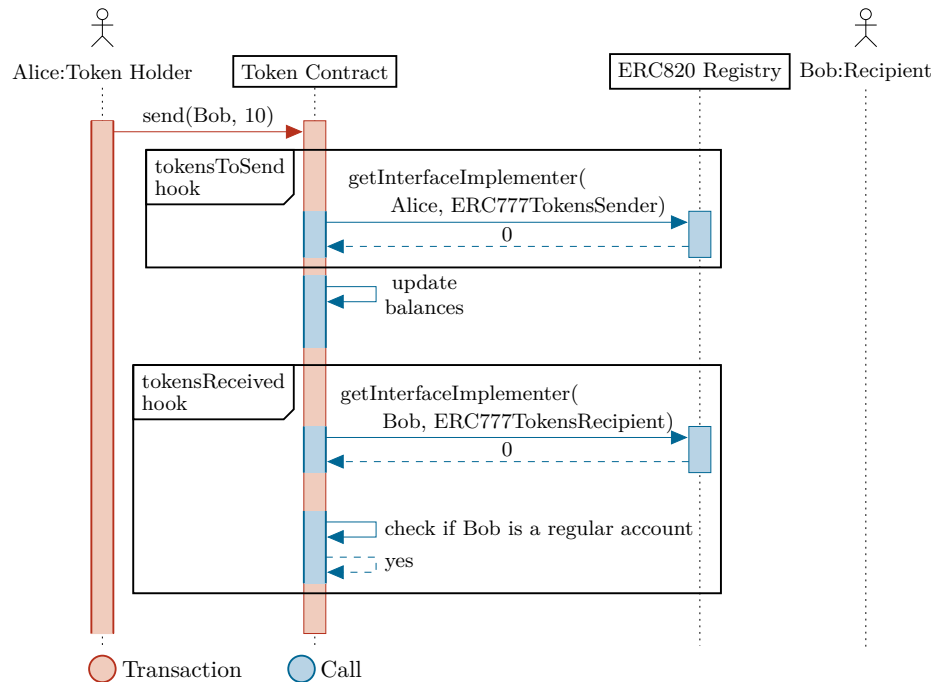 Alice:Token Holder
Token Contract
ERC820 Registry
Bob:Recipient
send(Bob, 10)
tokensToSend
hook
getInterfaceImplementer(
Alice, ERC777TokensSender)
0
update
balances
tokensReceived
hook
getInterfaceImplementer(
Bob, ERC777TokensRecipient)
0
check if Bob is a regular account
yes
Transaction
Call